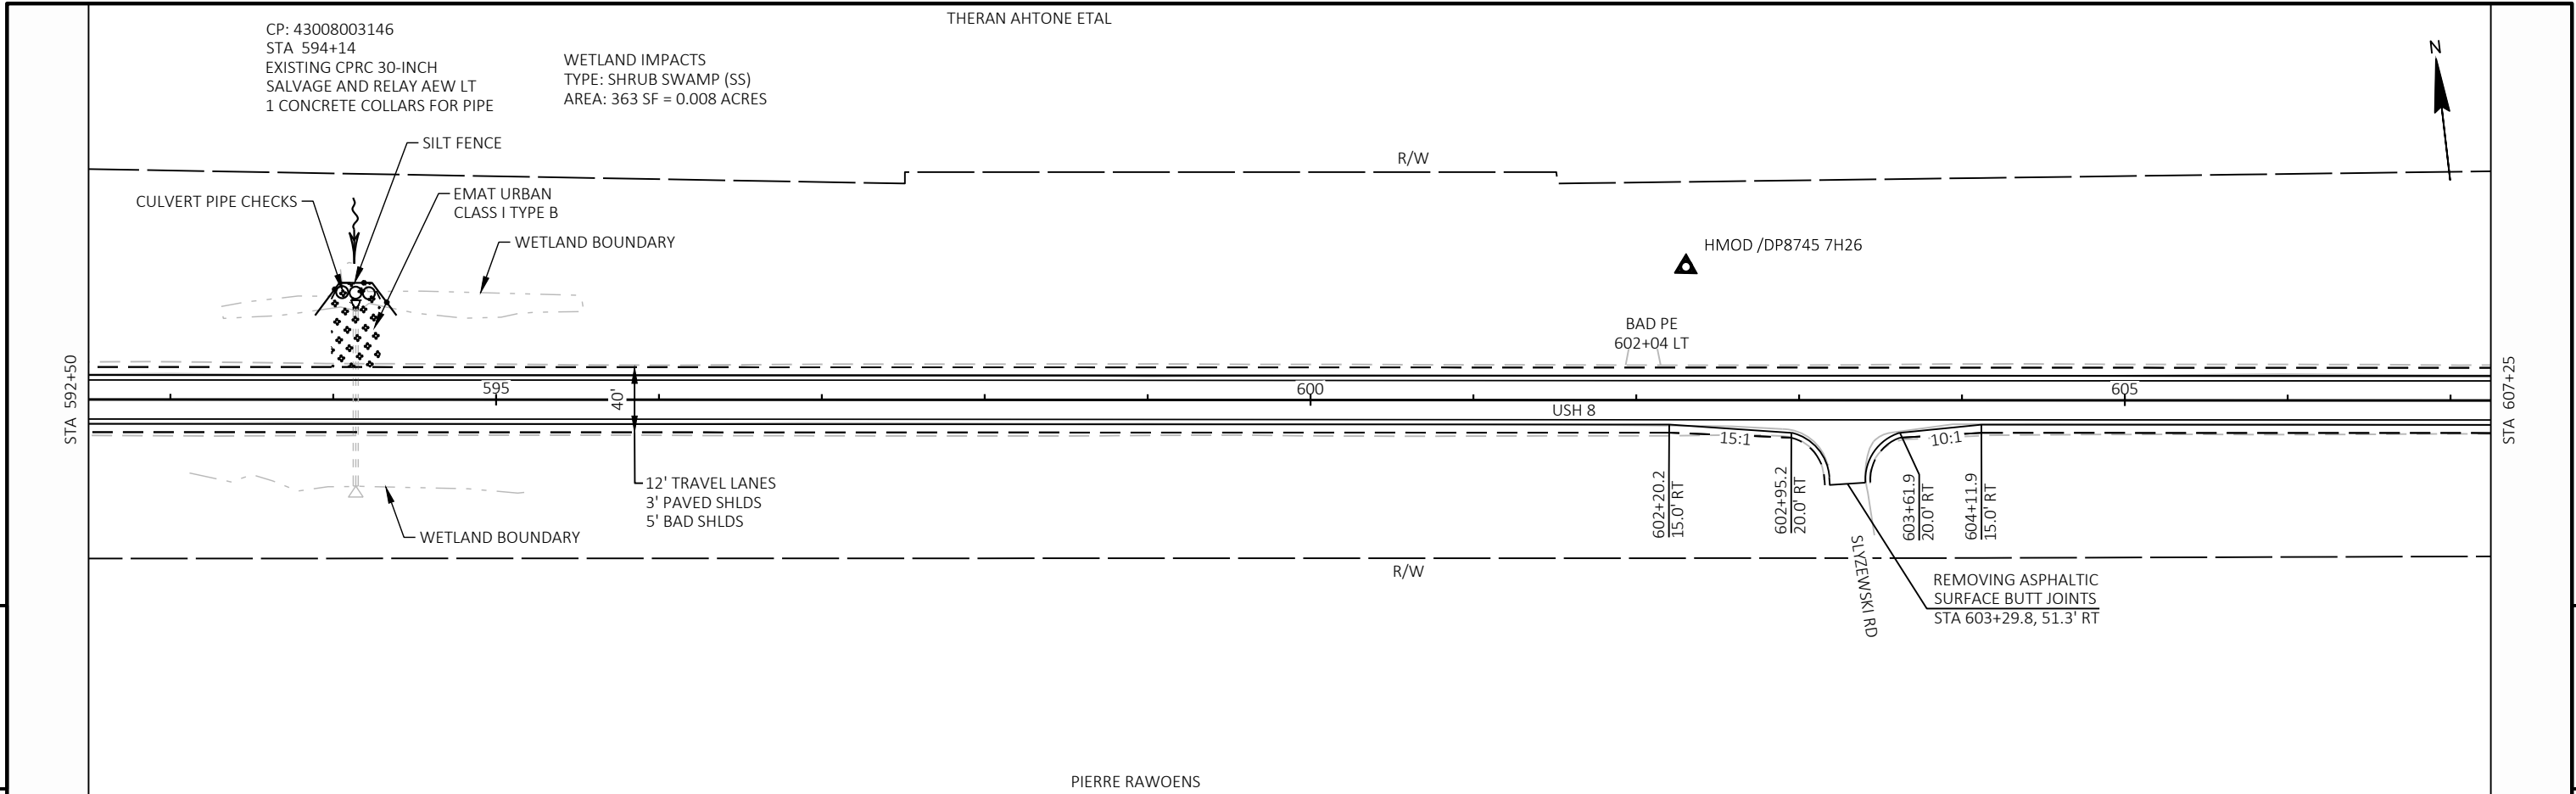 THERAN AHTONE ETAL
CP: 43008003146
STA 594+14
EXISTING CPRC 30-INCH
SALVAGE AND RELAY AEW LT
1 CONCRETE COLLARS FOR PIPE
WETLAND IMPACTS
TYPE: SHRUB SWAMP (SS)
AREA: 363 SF = 0.008 ACRES
N
SILT FENCE
R/W
CULVERT PIPE CHECKS
EMAT URBAN
CLASS I TYPE B
WETLAND BOUNDARY
HMOD /DP8745 7H26
BAD PE
602+04 LT
STA 592+50
595
600
605
STA 607+25
40'
USH 8
15:1
10:1
12' TRAVEL LANES
3' PAVED SHLDS
5' BAD SHLDS
602+20.2
15.0' RT
602+95.2
20.0' RT
603+61.9
20.0' RT
604+11.9
15.0' RT
WETLAND BOUNDARY
SLYZEWSKI RD
R/W
REMOVING ASPHALTIC
SURFACE BUTT JOINTS
STA 603+29.8, 51.3' RT
PIERRE RAWOENS